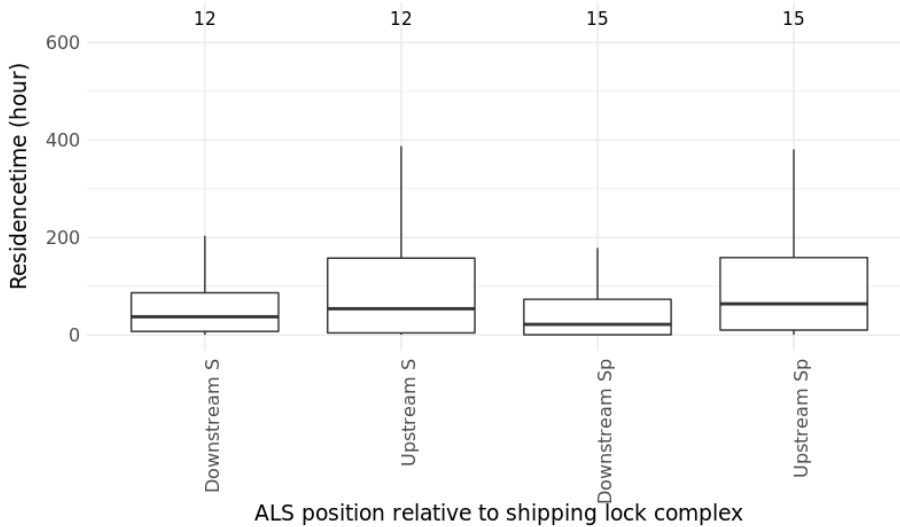 12 12 15 15
600
400
200
0
Residencetime (hour)
Downstream S
Upstream S
Downstream Sp
Upstream Sp
ALS position relative to shipping lock complex